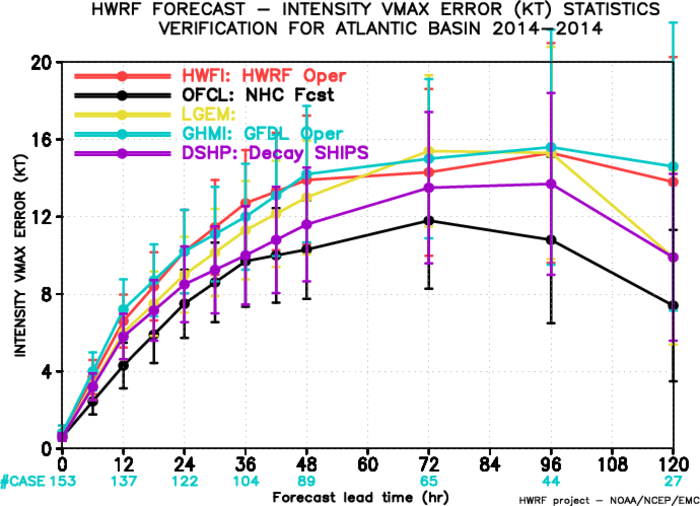 HWRF FORECAST – INTENSITY VMAX ERROR (KT) STATISTICS
VERIFICATION FOR ATLANTIC BASIN 2014–2014
HWFI: HWRF Oper
OFCL: NHC Fcst
LGEM:
GHMI: GFDL Oper
DSHP: Decay SHIPS
INTENSITY VMAX ERROR (KT)
20
16
12
8
4
0
0 12 24 36 48 60 72 84 96 108 120
#CASE 153 137 122 104 89 65 44 27
Forecast lead time (hr)
HWRF project – NOAA/NCEP/EMC